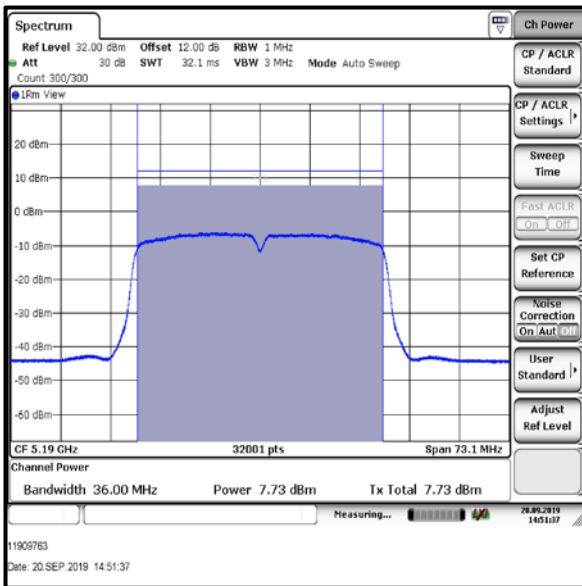 Spectrum
Ref Level 32.00 dBm Offset 12.00 dB RBW 1 MHz
Att 30 dB SWT 32.1 ms VBW 3 MHz Mode Auto Sweep
Count 300/300
1Rm View
20 dBm
10 dBm
0 dBm
-10 dBm
-20 dBm
-30 dBm
-40 dBm
-50 dBm
-60 dBm
CF 5.19 GHz 32001 pts Span 73.1 MHz
Channel Power
Bandwidth 36.00 MHz Power 7.73 dBm Tx Total 7.73 dBm
Measuring... 20.09.2019
14:51:37
Ch Power
CP / ACLR
Standard
CP / ACLR
Settings
Sweep
Time
Fast ACLR
On Off
Set CP
Reference
Noise
Correction
On Aut Off
User
Standard
Adjust
Ref Level
11909763
Date: 20.SEP.2019 14:51:37